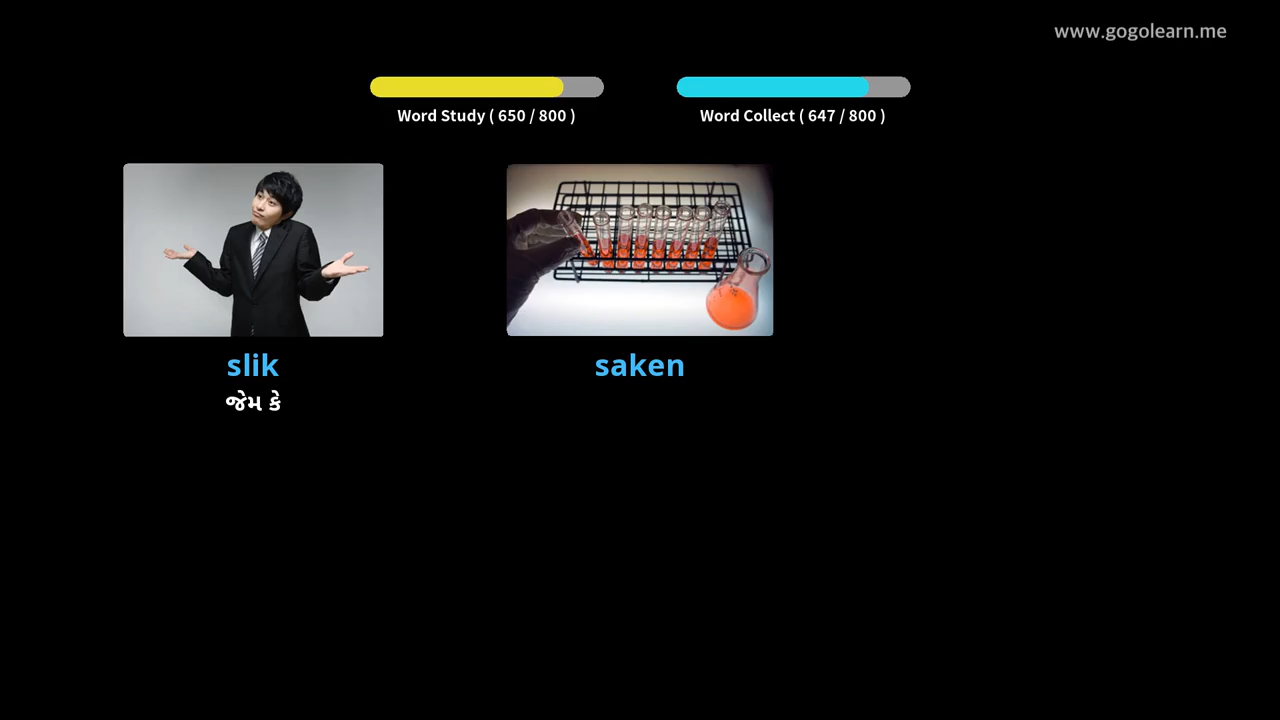 www.gogolearn.me
Word Study ( 650 / 800 )
Word Collect ( 647 / 800 )
slik
જેમ કે
saken